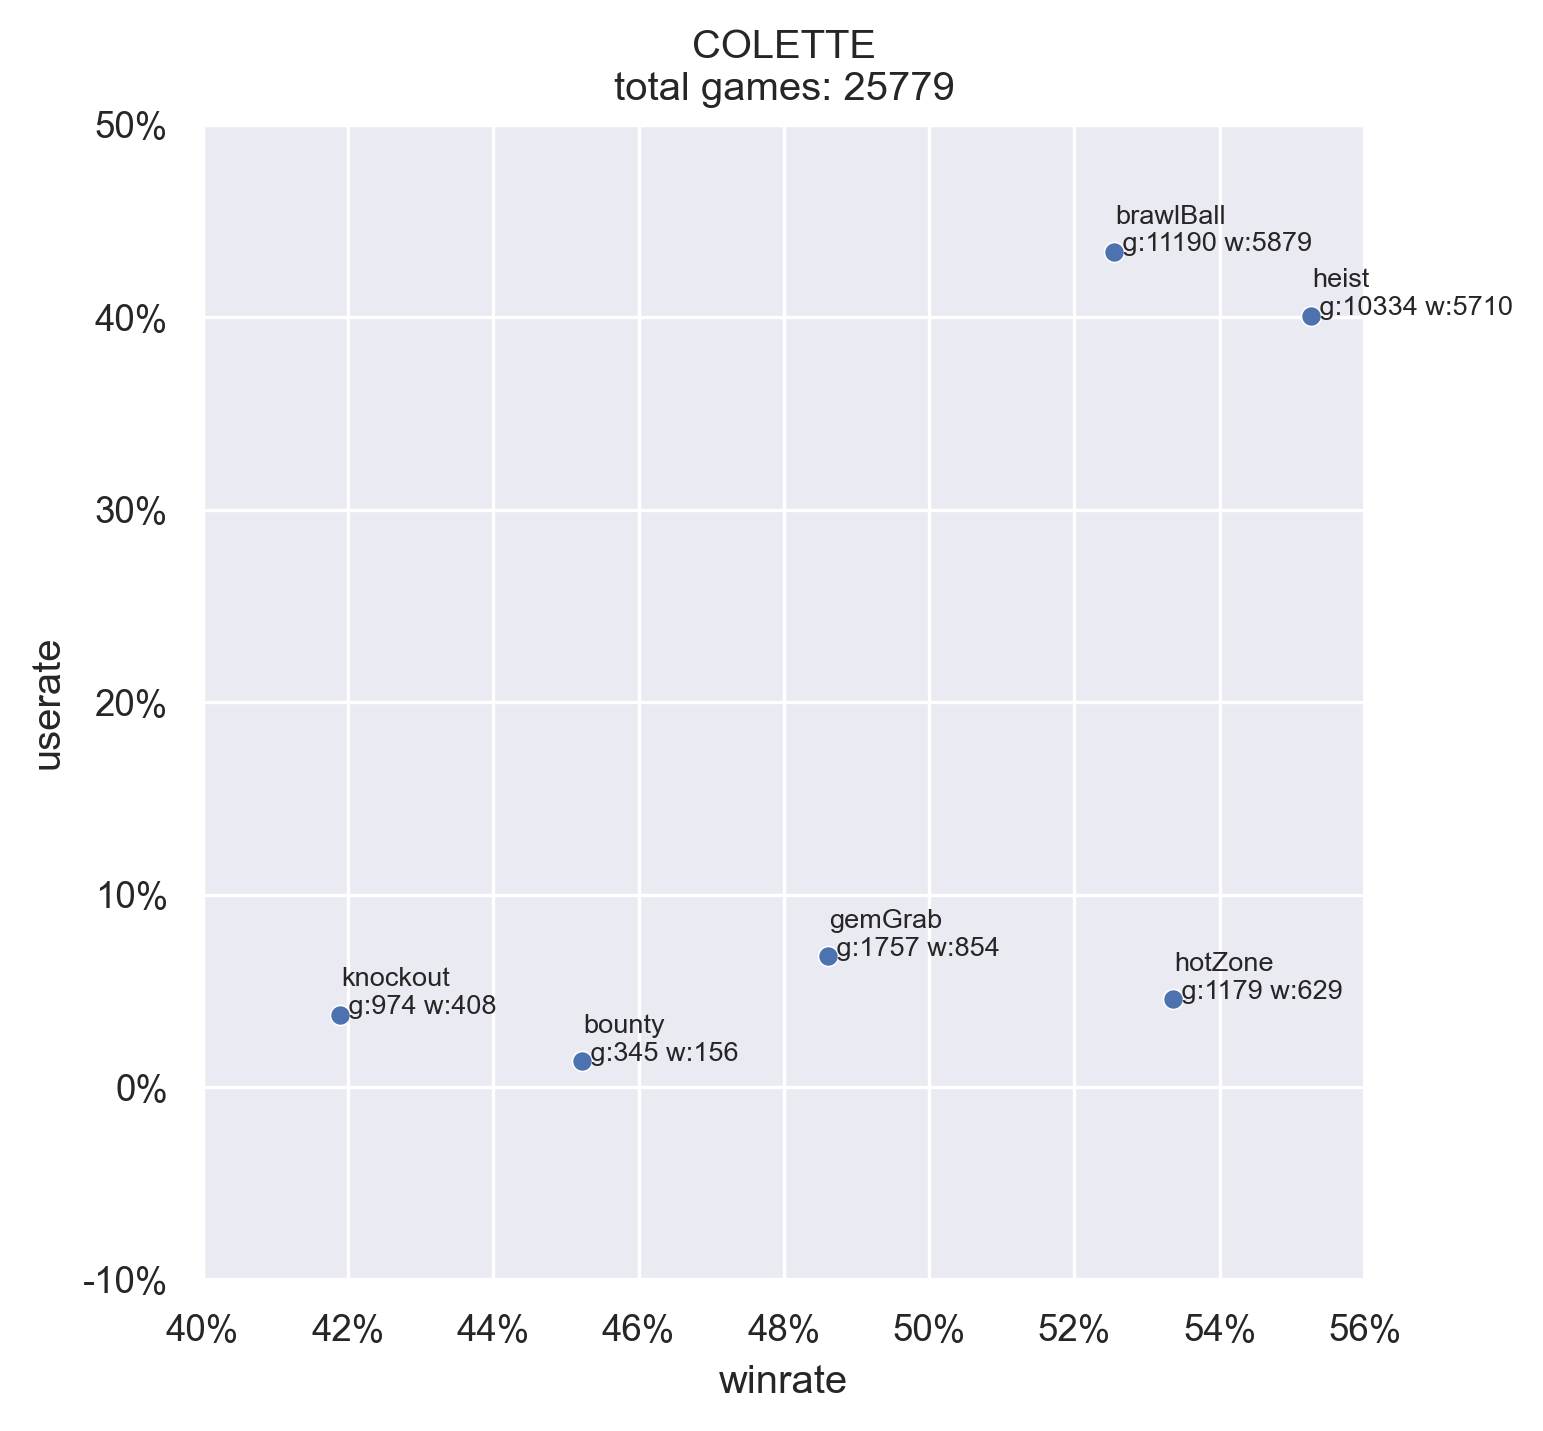 COLETTE
total games: 25779
50%
40%
30%
20%
10%
0%
-10%
userate
brawlBall
g:11190 w:5879
heist
g:10334 w:5710
gemGrab
g:1757 w:854
hotZone
g:1179 w:629
knockout
g:974 w:408
bounty
g:345 w:156
40% 42% 44% 46% 48% 50% 52% 54% 56%
winrate